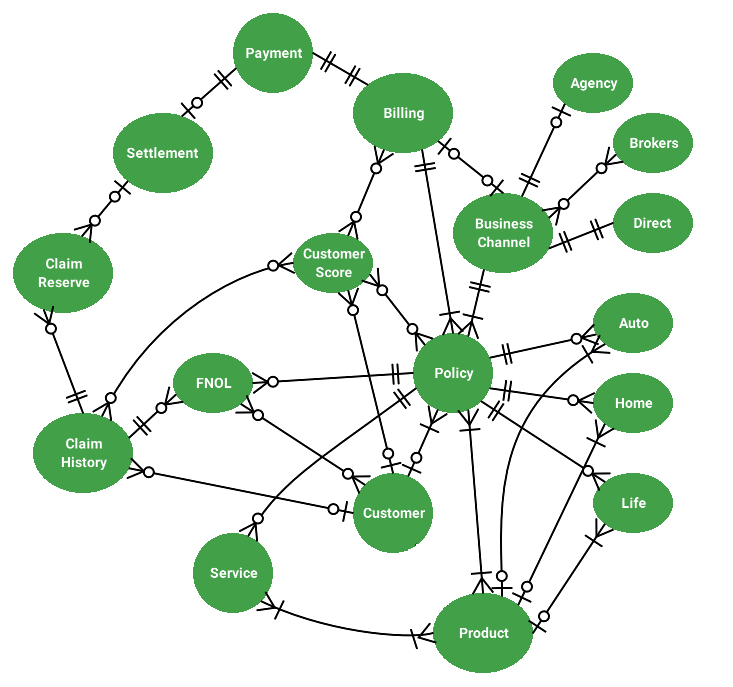 Payment
Agency
Billing
Brokers
Settlement
Business
Channel
Direct
Customer
Score
Claim
Reserve
Auto
Policy
FNOL
Home
Claim
History
Life
Customer
Service
Product